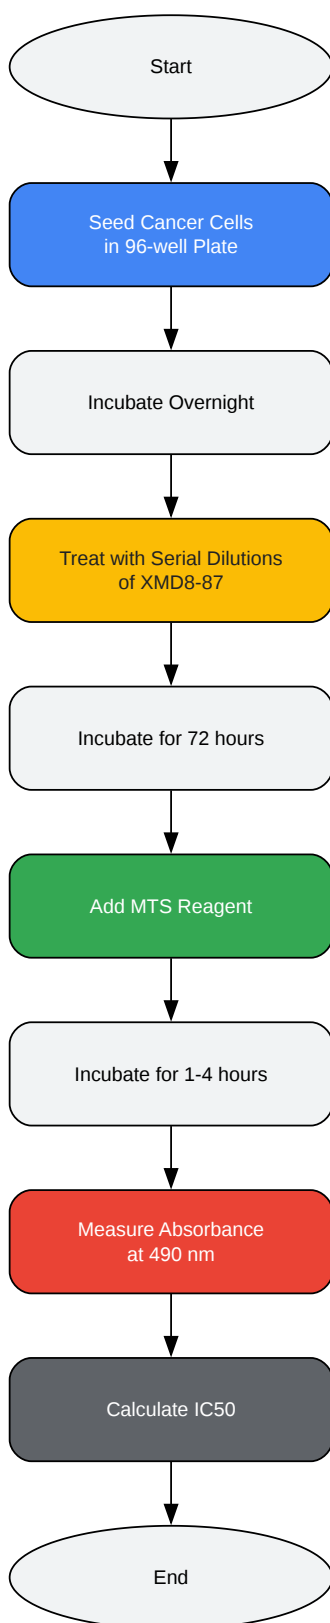 Start
Seed Cancer Cells
in 96-well Plate
Incubate Overnight
Treat with Serial Dilutions
of XMD8-87
Incubate for 72 hours
Add MTS Reagent
Incubate for 1-4 hours
Measure Absorbance
at 490 nm
Calculate IC50
End